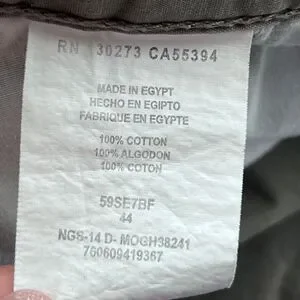 RN 130273 CA55394
MADE IN EGYPT
HECHO EN EGIPTO
FABRIQUE EN EGYPTE
100% COTTON
100% ALGODON
100% COTON
59SE7BF
44
NGS-14 D- MOGH38241
760609419367